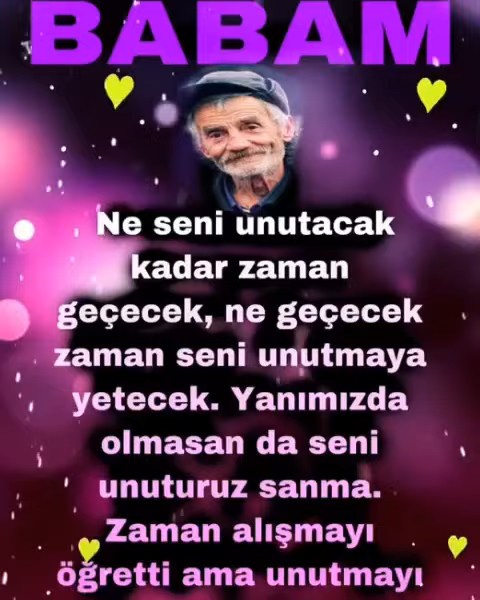 BABAM
Ne seni unutacak
kadar zaman
geçecek, ne geçecek
zaman seni unutmaya
yetecek. Yanımızda
olmasan da seni
unuturuz sanma.
Zaman alışmayı
öğretti ama unutmayı